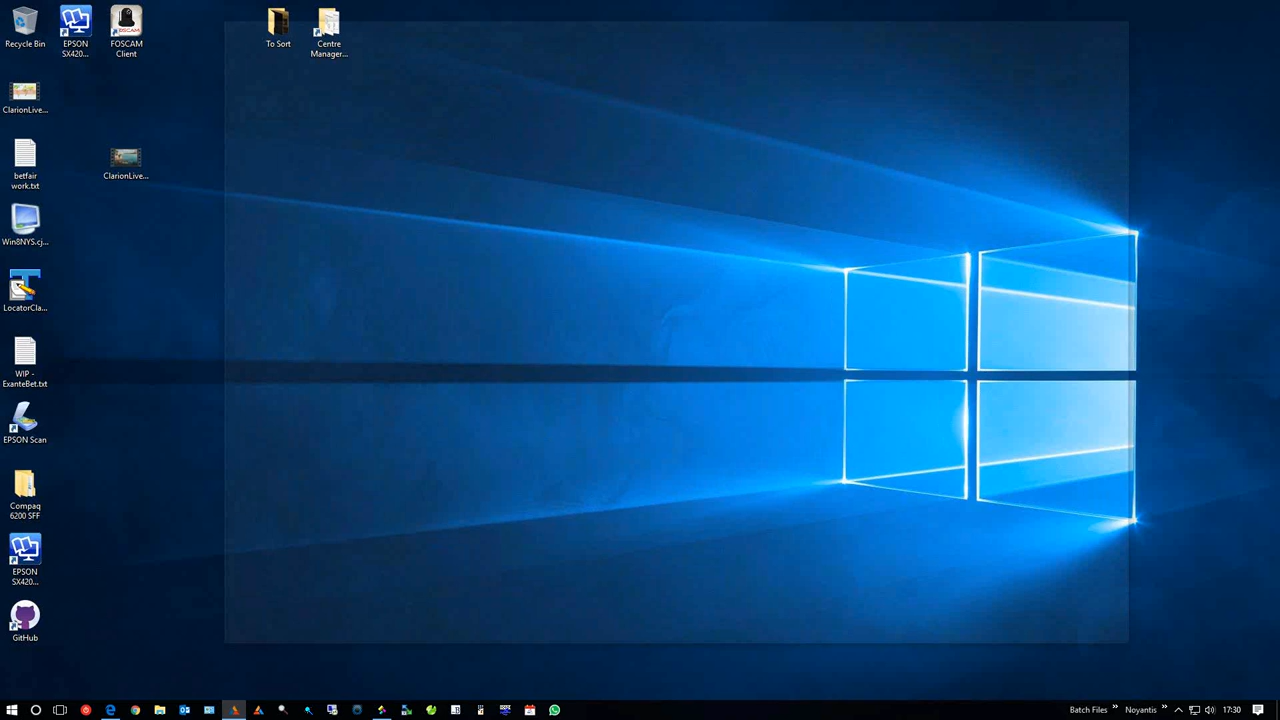 Recycle Bin
EPSON
SX420...
FOSCAM
Client
To Sort
Centre
Manager...
ClarionLive...
betfair
work.txt
ClarionLive...
Win8NYS.cj...
LocatorCla...
WIP -
ExanteBet.txt
EPSON Scan
Compaq
6200 SFF
EPSON
SX420...
GitHub
Batch Files
Noyantis
17:30